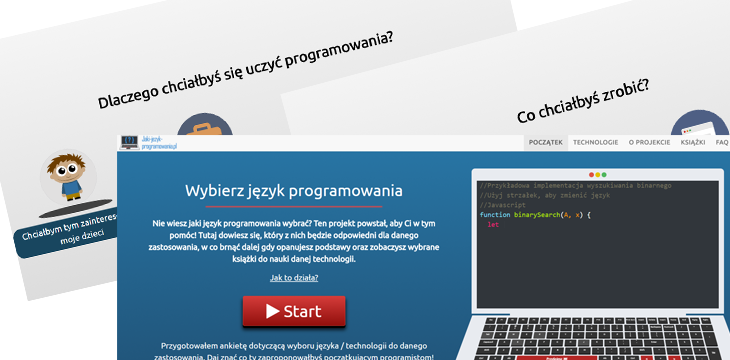 Dlaczego chciałbyś się uczyć programowania?
Co chciałbyś zrobić?
Chciałbym tym zainteres
moje dzieci
Jaki-jezyk-
programowania.pl
POCZĄTEK TECHNOLOGIE O PROJEKCIE KSIĄŻKI FAQ
Wybierz język programowania
Nie wiesz jaki język programowania wybrać? Ten projekt powstał, aby Ci w tym
pomóc! Tutaj dowiesz się, który z nich będzie odpowiedni dla danego
zastosowania, w co brnąć dalej gdy opanujesz podstawy oraz zobaczysz wybrane
książki do nauki danej technologii.
Jak to działa?
Start
Przygotowałem ankietę dotyczącą wyboru języka / technologii do danego
zastosowania. Daj znać co ty zaproponowałbyś początkującym programistom!
//Przykładowa implementacja wyszukiwania binarnego
//Użyj strzałek, aby zmienić język
//Javascript
function binarySearch(A, x) {
let